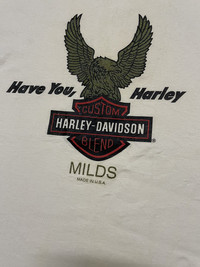 Have You, Harley
CUSTOM
HARLEY-DAVIDSON
BLEND
MILDS
MADE IN U.S.A.